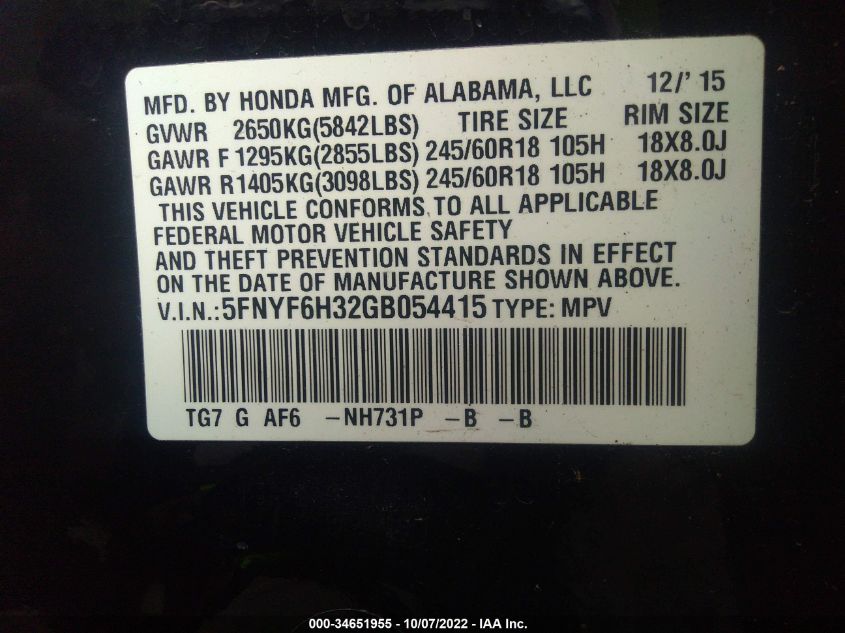 MFD. BY HONDA MFG. OF ALABAMA, LLC 12/'15
GVWR 2650KG(5842LBS) TIRE SIZE RIM SIZE
GAWR F 1295KG(2855LBS) 245/60R18 105H 18X8.0J
GAWR R1405KG(3098LBS) 245/60R18 105H 18X8.0J
THIS VEHICLE CONFORMS TO ALL APPLICABLE
FEDERAL MOTOR VEHICLE SAFETY
AND THEFT PREVENTION STANDARDS IN EFFECT
ON THE DATE OF MANUFACTURE SHOWN ABOVE.
V.I.N.:5FNYF6H32GB054415 TYPE: MPV
TG7 G AF6 -NH731P -B -B
000-34651955 - 10/07/2022 - IAA Inc.